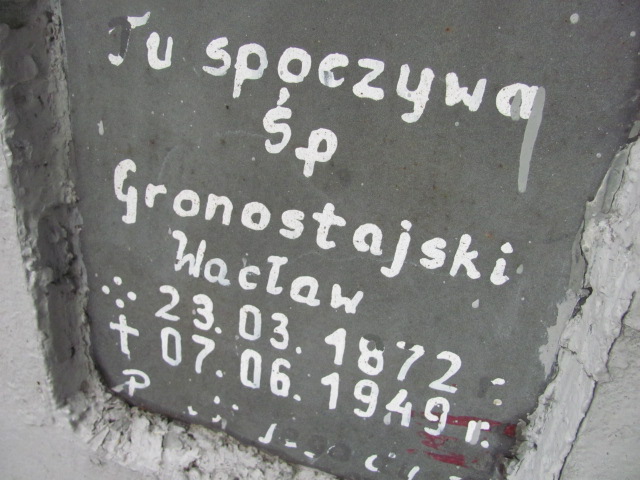 Tu spoczywa
Śp
Gronostajski
Wacław
23.03.1872
† 07.06.1949 r.
P